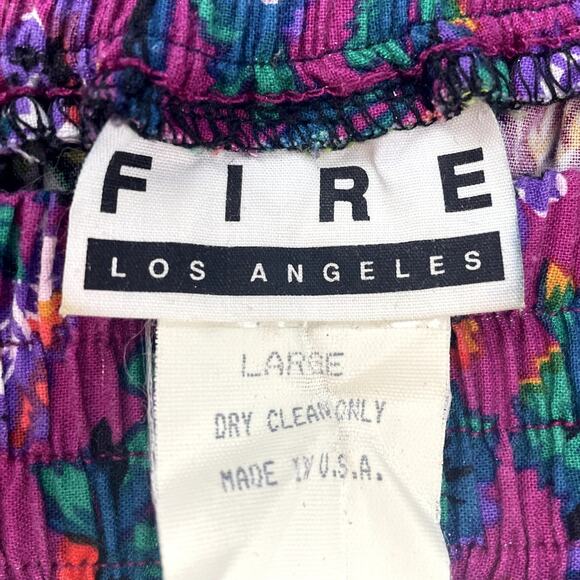 FIRE
LOS ANGELES
LARGE
DRY CLEAN ONLY
MADE IN U.S.A.